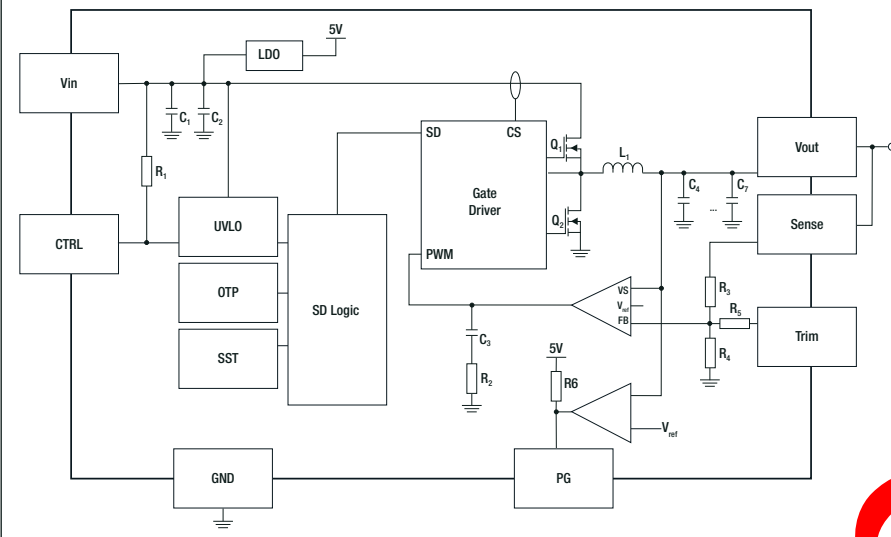 5V
LDO
Vin
C1
C2
SD
CS
Q1
L1
Vout
R1
Gate
Driver
C4
C7
...
Q2
Sense
CTRL
UVLO
PWM
OTP
SD Logic
VS
Vref
FB
R3
R5
Trim
C3
R4
SST
5V
R2
R6
Vref
GND
PG